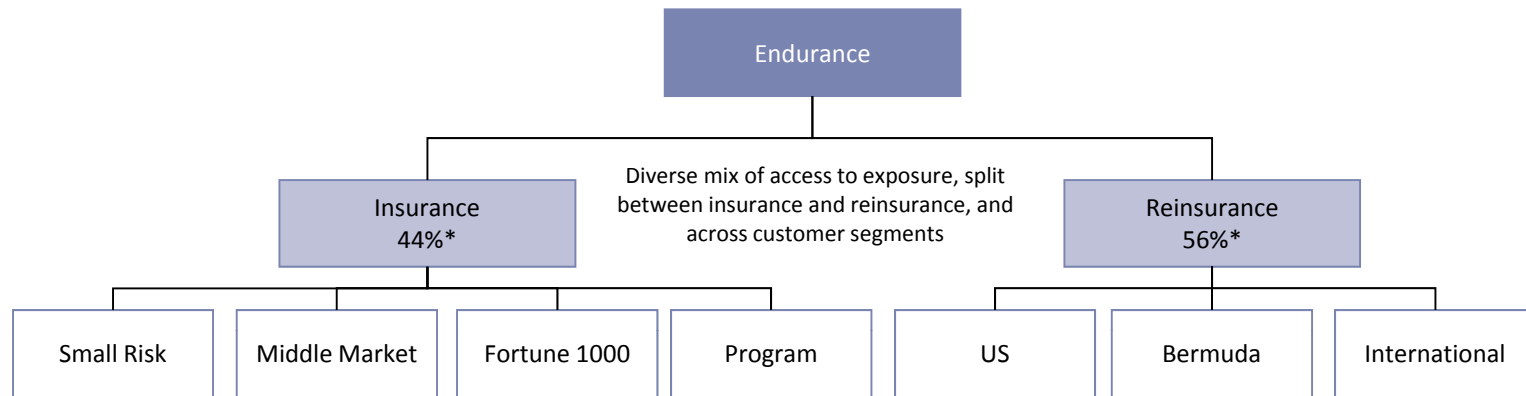 Endurance
Diverse mix of access to exposure, split
between insurance and reinsurance, and
across customer segments
Insurance
44%*
Reinsurance
56%*
Small Risk
Middle Market
Fortune 1000
Program
US
Bermuda
International